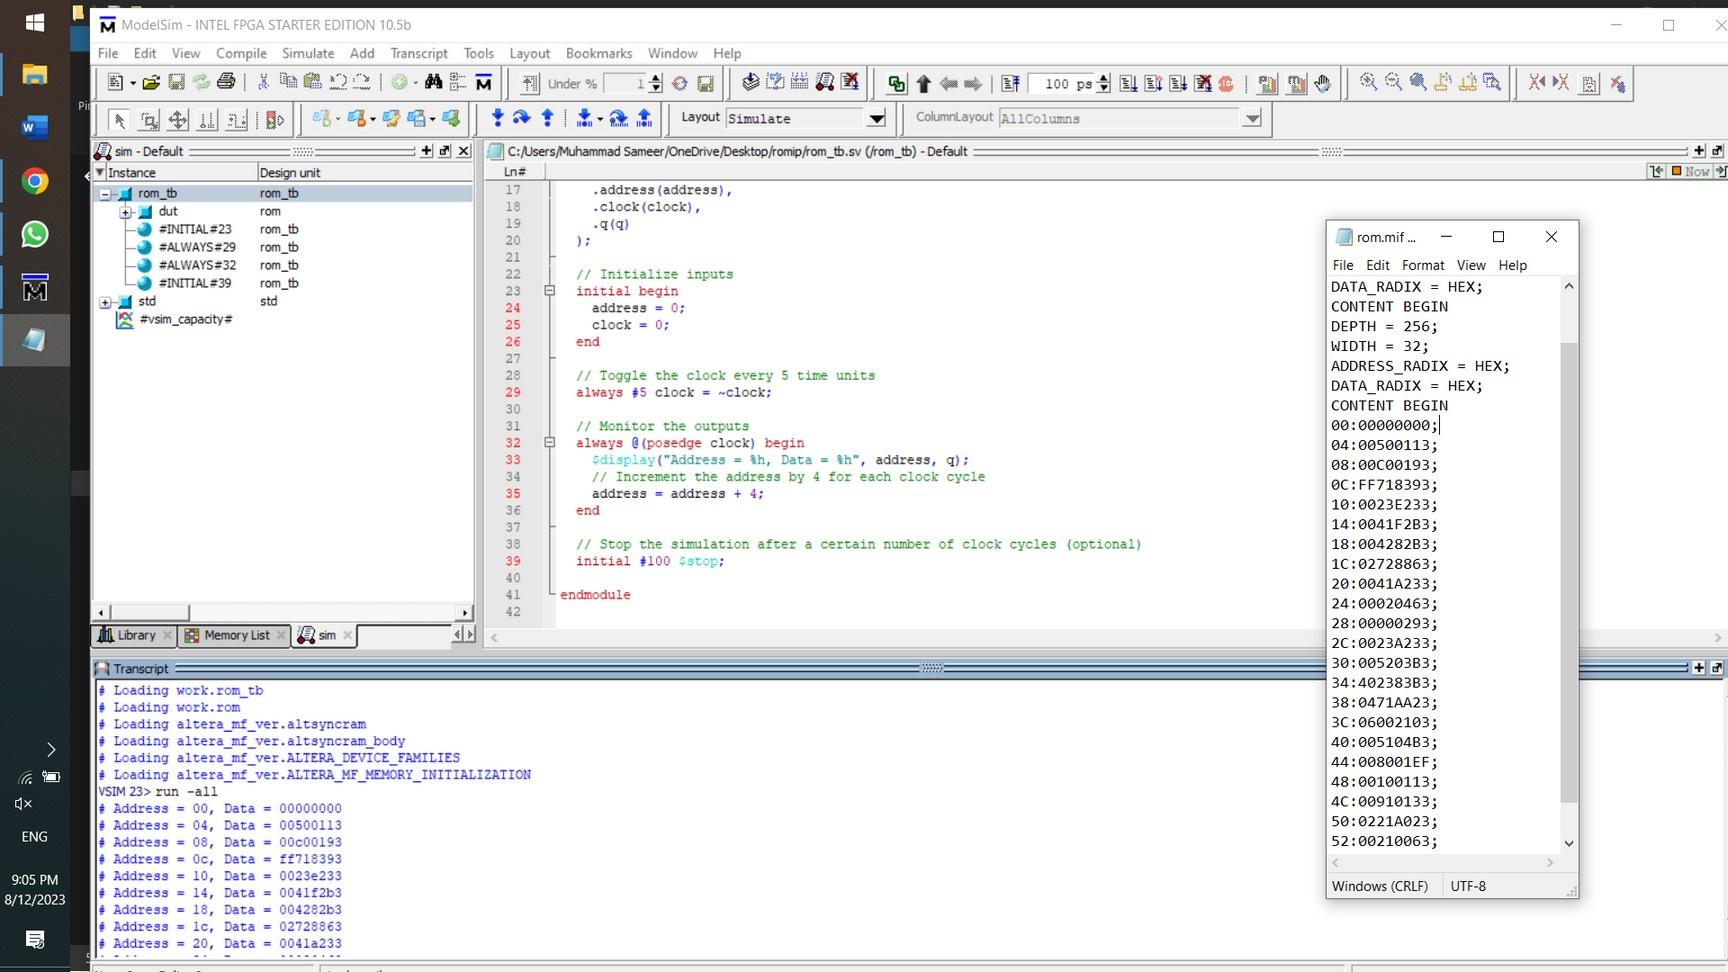 ModelSim - INTEL FPGA STARTER EDITION 10.5b
File Edit View Compile Simulate Add Transcript Tools Layout Bookmarks Window Help
Under % 1
100 ps
Layout Simulate
ColumnLayout AllColumns
sim - Default
Instance Design unit
rom_tb rom_tb
dut rom
#INITIAL#23 rom_tb
#ALWAYS#29 rom_tb
#ALWAYS#32 rom_tb
#INITIAL#39 rom_tb
std std
#vsim_capacity#
Library Memory List sim
C:/Users/Muhammad Sameer/OneDrive/Desktop/romip/rom_tb.sv (/rom_tb) - Default
Ln#
Now
17 .address(address),
18 .clock(clock),
19 .q(q)
20 );
21
22 // Initialize inputs
23 initial begin
24 address = 0;
25 clock = 0;
26 end
27
28 // Toggle the clock every 5 time units
29 always #5 clock = ~clock;
30
31 // Monitor the outputs
32 always @(posedge clock) begin
33 $display("Address = %h, Data = %h", address, q);
34 // Increment the address by 4 for each clock cycle
35 address = address + 4;
36 end
37
38 // Stop the simulation after a certain number of clock cycles (optional)
39 initial #100 $stop;
40
41 endmodule
42
Transcript
# Loading work.rom_tb
# Loading work.rom
# Loading altera_mf_ver.altsyncram
# Loading altera_mf_ver.altsyncram_body
# Loading altera_mf_ver.ALTERA_DEVICE_FAMILIES
# Loading altera_mf_ver.ALTERA_MF_MEMORY_INITIALIZATION
VSIM 23> run -all
# Address = 00, Data = 00000000
# Address = 04, Data = 00500113
# Address = 08, Data = 00c00193
# Address = 0c, Data = ff718393
# Address = 10, Data = 0023e233
# Address = 14, Data = 0041f2b3
# Address = 18, Data = 004282b3
# Address = 1c, Data = 02728863
# Address = 20, Data = 0041a233
rom.mif ...
File Edit Format View Help
DATA_RADIX = HEX;
CONTENT BEGIN
DEPTH = 256;
WIDTH = 32;
ADDRESS_RADIX = HEX;
DATA_RADIX = HEX;
CONTENT BEGIN
00:00000000;
04:00500113;
08:00C00193;
0C:FF718393;
10:0023E233;
14:0041F2B3;
18:004282B3;
1C:02728863;
20:0041A233;
24:00020463;
28:00000293;
2C:0023A233;
30:005203B3;
34:402383B3;
38:0471AA23;
3C:06002103;
40:005104B3;
44:008001EF;
48:00100113;
4C:00910133;
50:0221A023;
52:00210063;
Windows (CRLF) UTF-8
ENG
9:05 PM
8/12/2023